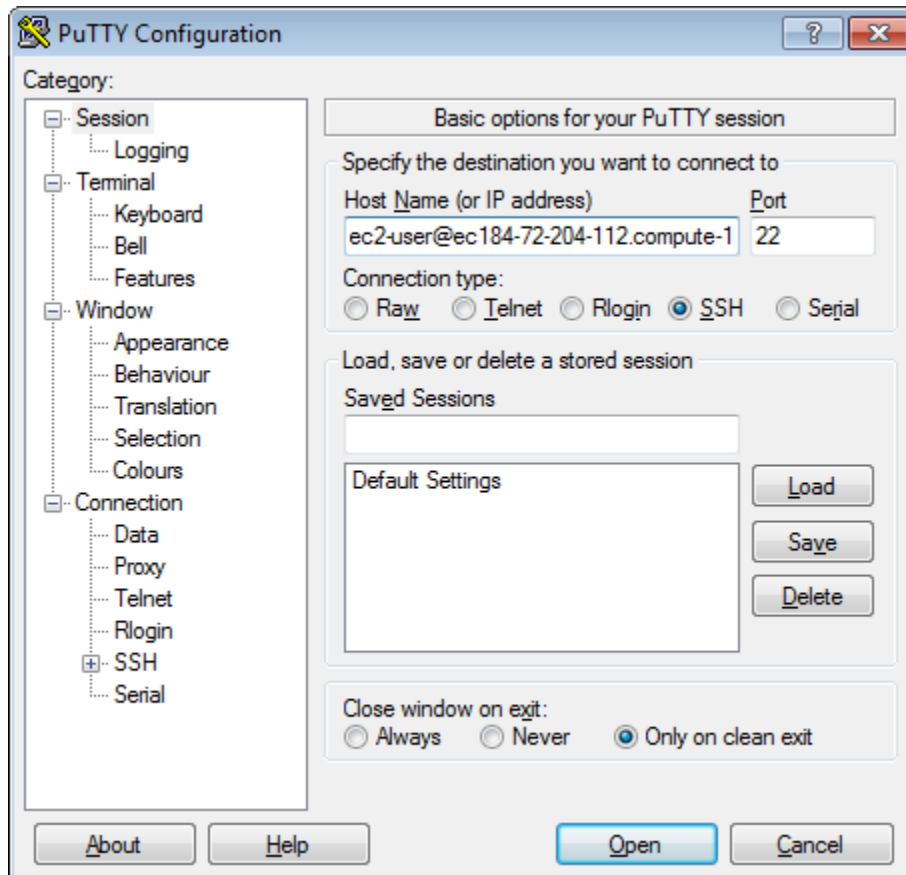 PuTTY Configuration
Category:
Session
Logging
Terminal
Keyboard
Bell
Features
Window
Appearance
Behaviour
Translation
Selection
Colours
Connection
Data
Proxy
Telnet
Rlogin
SSH
Serial
Basic options for your PuTTY session
Specify the destination you want to connect to
Host Name (or IP address) Port
ec2-user@ec184-72-204-112.compute-1 22
Connection type:
Raw Telnet Rlogin SSH Serial
Load, save or delete a stored session
Saved Sessions
Default Settings
Load
Save
Delete
Close window on exit:
Always Never Only on clean exit
About Help Open Cancel